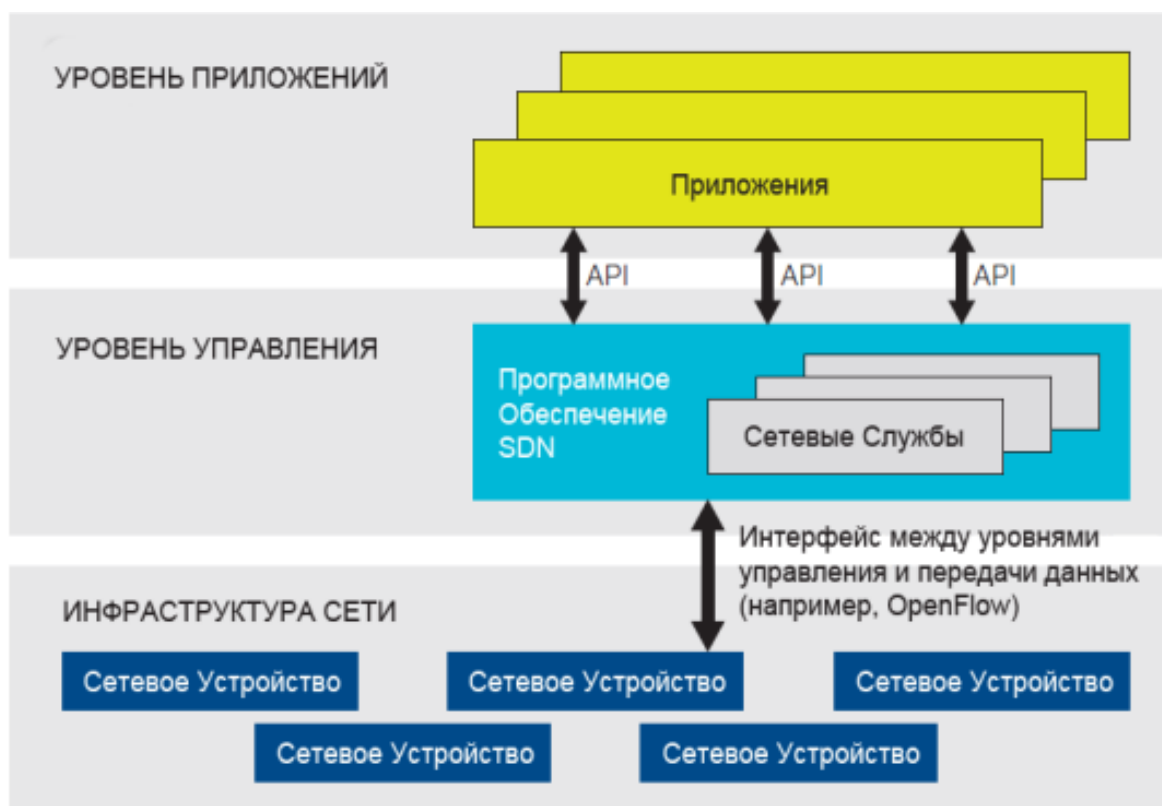 УРОВЕНЬ ПРИЛОЖЕНИЙ
Приложения
API
API
API
УРОВЕНЬ УПРАВЛЕНИЯ
Программное
Обеспечение
SDN
Сетевые Службы
Интерфейс между уровнями
управления и передачи данных
(например, OpenFlow)
ИНФРАСТРУКТУРА СЕТИ
Сетевое Устройство
Сетевое Устройство
Сетевое Устройство
Сетевое Устройство
Сетевое Устройство